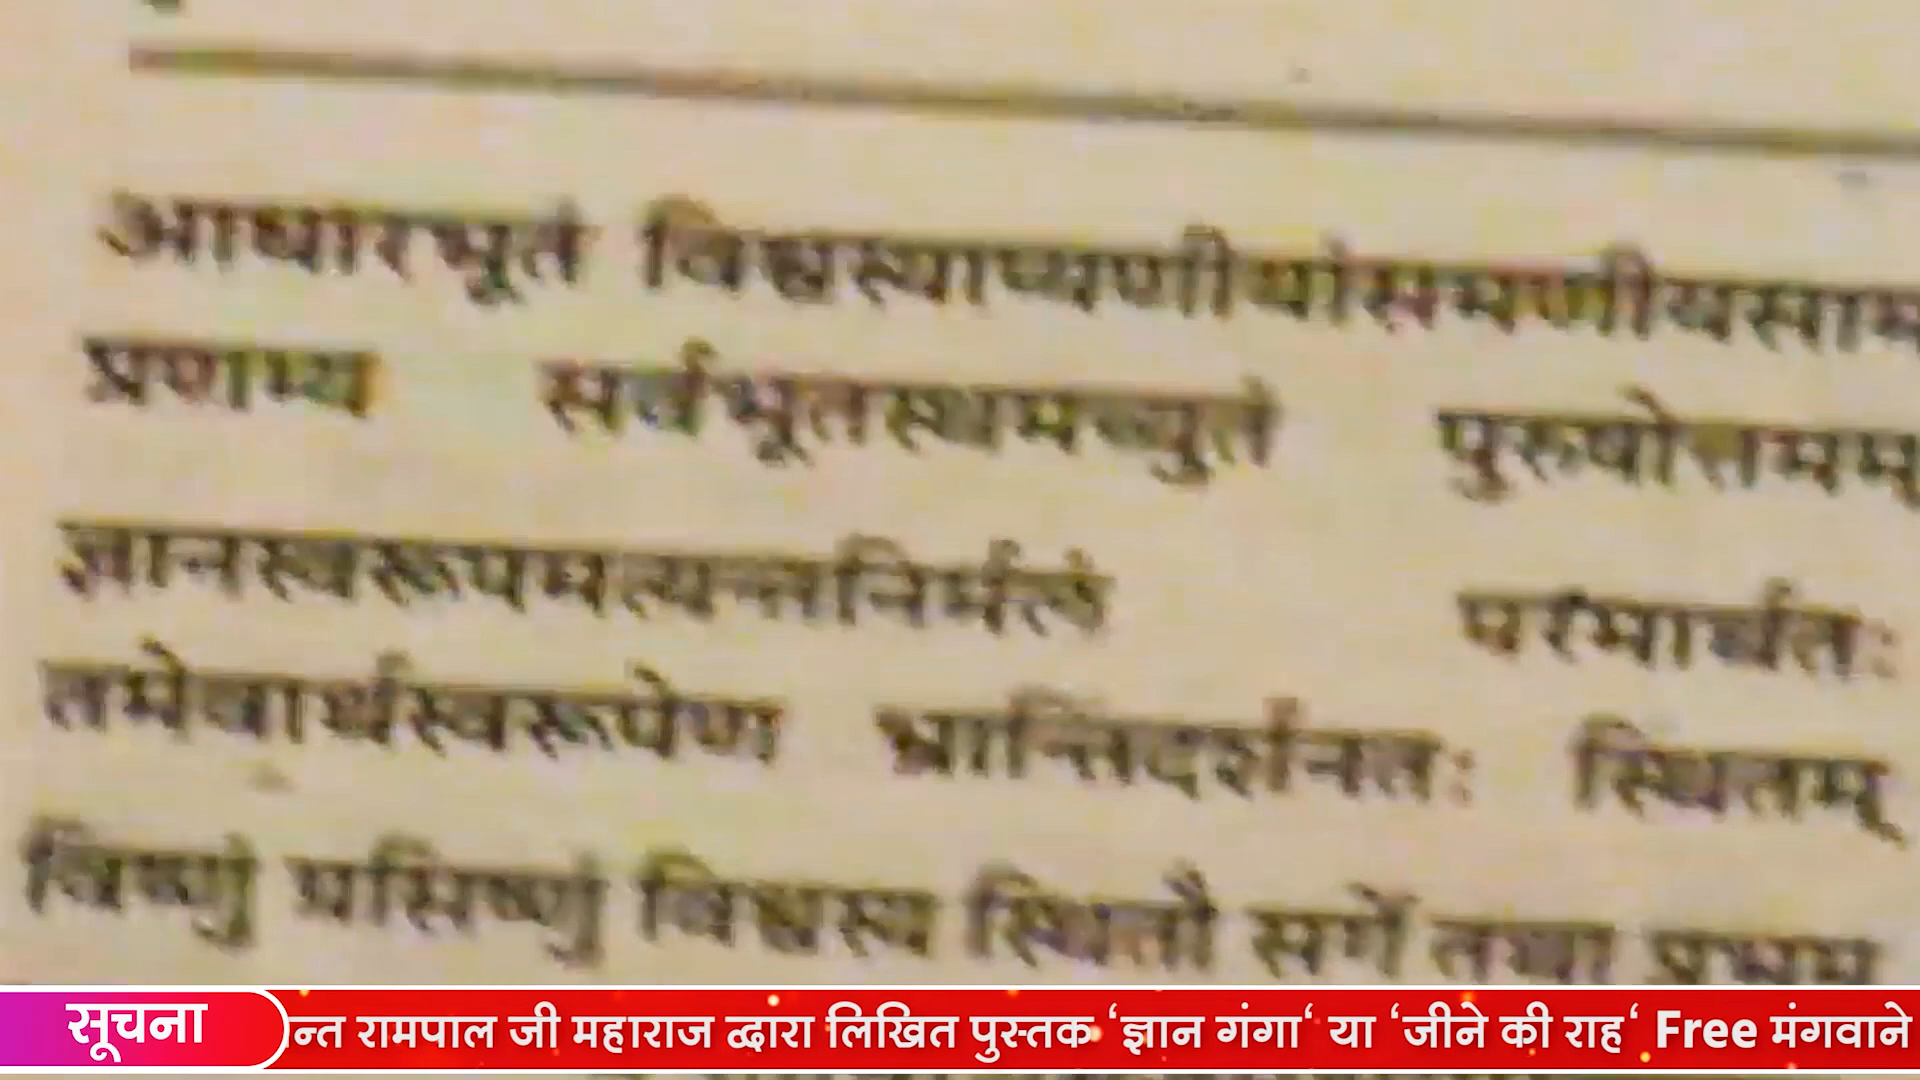 आधारभूतं विश्वस्याप्यणीयांसमणीयसाम
प्रणम्य सर्वभूतस्थमच्युतं पुरुषोत्तमम्
ज्ञानस्वरूपमत्यन्तनिर्मलं परमार्थतः
तमेवार्थस्वरूपेण भ्रान्तिदर्शनतः स्थितम्
विष्णुं ग्रसिष्णुं विश्वस्य स्थितौ सर्गे तथा प्रभुम
सूचना
न्त रामपाल जी महाराज द्वारा लिखित पुस्तक ‘ज्ञान गंगा‘ या ‘जीने की राह‘ Free मंगवाने